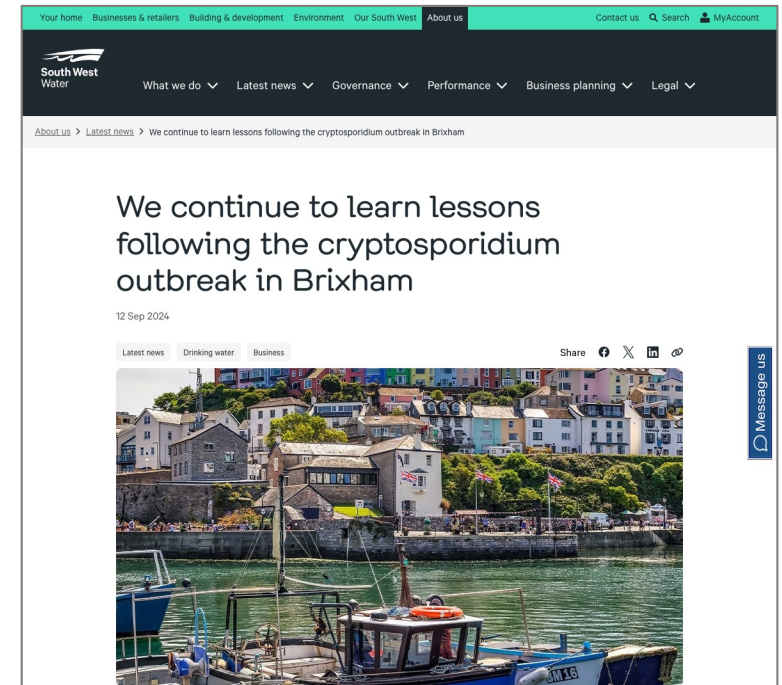 Your home Businesses & retailers Building & development Environment Our South West About us Contact us Search MyAccount
South West
Water
What we do Latest news Governance Performance Business planning Legal
About us > Latest news > We continue to learn lessons following the cryptosporidium outbreak in Brixham
We continue to learn lessons
following the cryptosporidium
outbreak in Brixham
12 Sep 2024
Latest news Drinking water Business Share
Message us
BM16